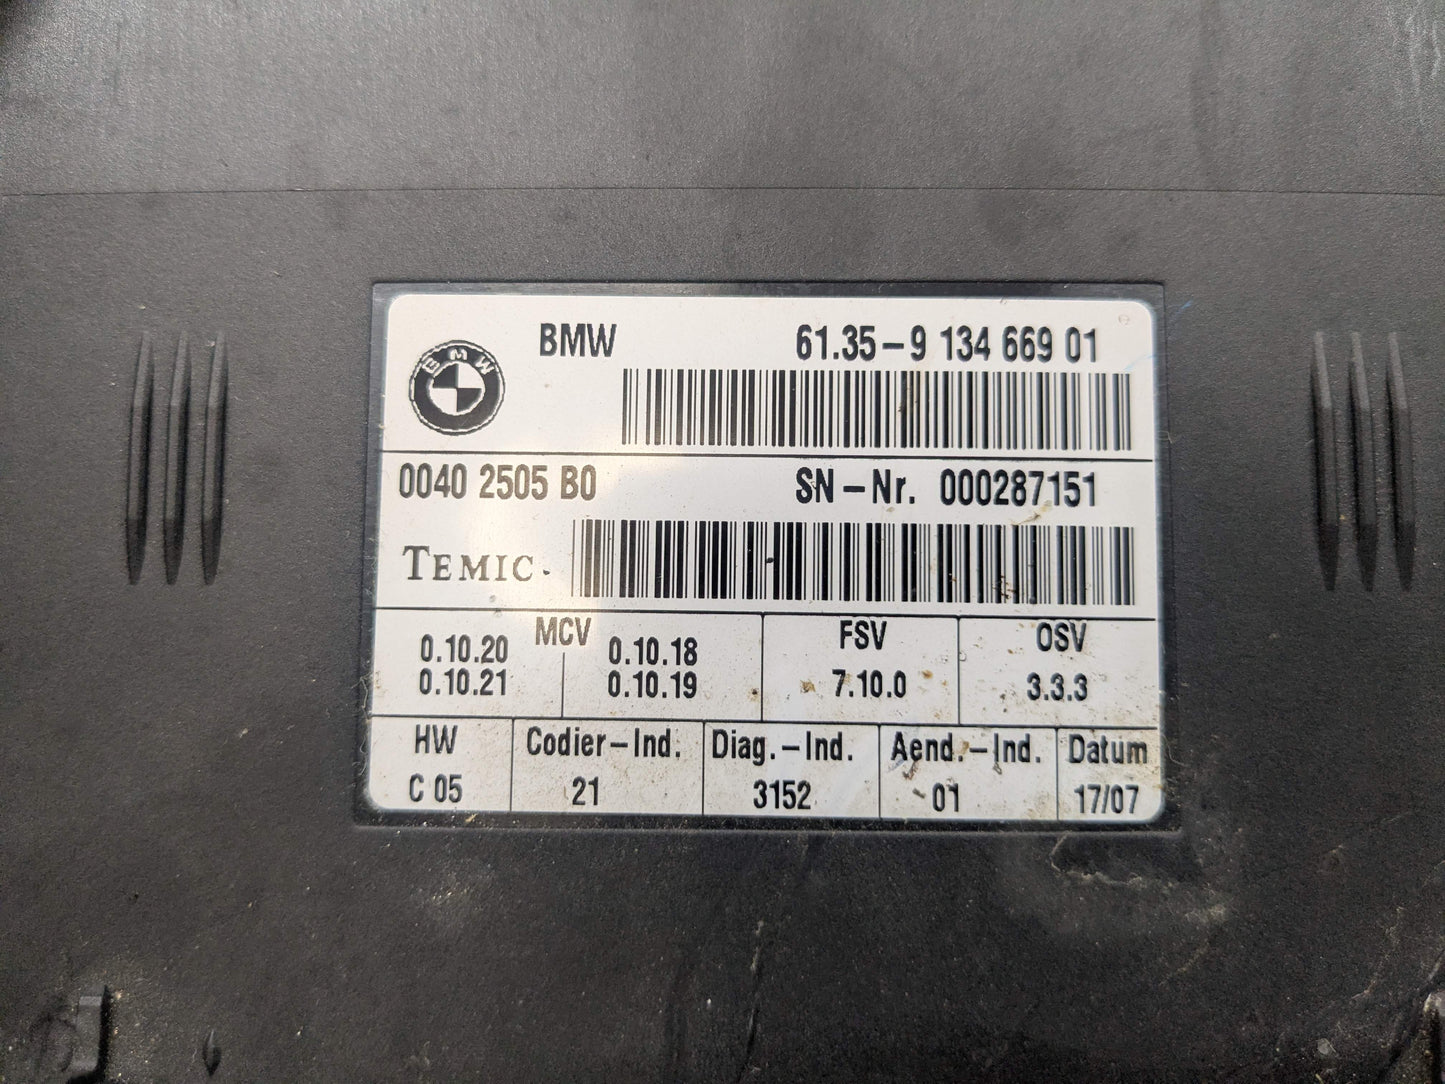 BMW 61.35-9 134 669 01
BMW
0040 2505 B0 SN-Nr. 000287151
TEMIC
MCV FSV OSV
0.10.20 0.10.18
0.10.21 0.10.19 7.10.0 3.3.3
HW Codier-Ind. Diag.-Ind. Aend.-Ind. Datum
C 05 21 3152 01 17/07